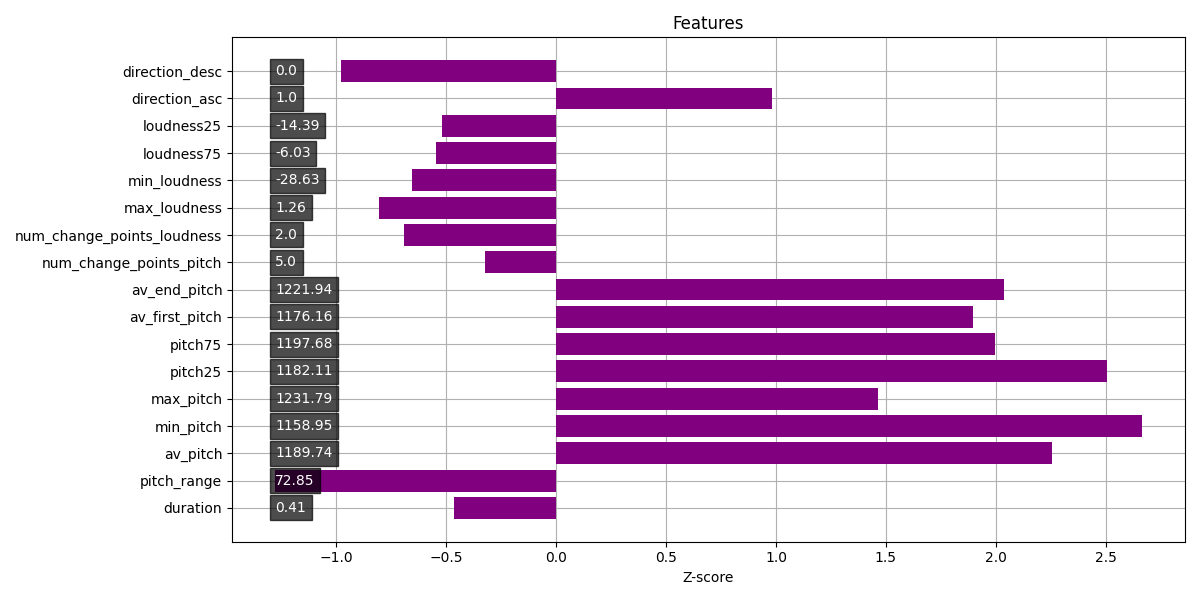 Features
direction_desc 0.0
direction_asc 1.0
loudness25 -14.39
loudness75 -6.03
min_loudness -28.63
max_loudness 1.26
num_change_points_loudness 2.0
num_change_points_pitch 5.0
av_end_pitch 1221.94
av_first_pitch 1176.16
pitch75 1197.68
pitch25 1182.11
max_pitch 1231.79
min_pitch 1158.95
av_pitch 1189.74
pitch_range 72.85
duration 0.41
−1.0 −0.5 0.0 0.5 1.0 1.5 2.0 2.5
Z-score